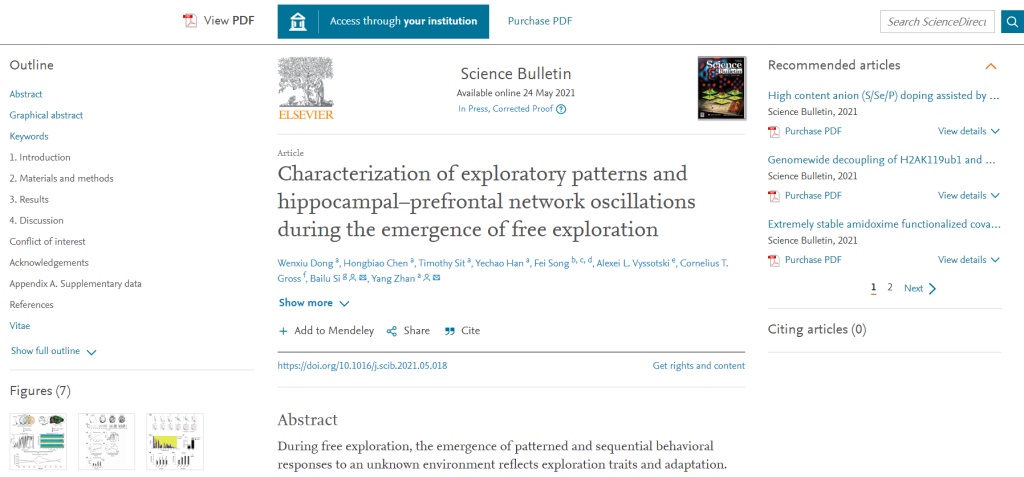 View PDF
Access through your institution
Purchase PDF
Search ScienceDirect
Outline
Abstract
Graphical abstract
Keywords
1. Introduction
2. Materials and methods
3. Results
4. Discussion
Conflict of interest
Acknowledgements
Appendix A. Supplementary data
References
Vitae
Show full outline
Figures (7)
ELSEVIER
Science Bulletin
Available online 24 May 2021
In Press, Corrected Proof ?
Science
Bulletin
Article
Characterization of exploratory patterns and
hippocampal–prefrontal network oscillations
during the emergence of free exploration
Wenxiu Dong a, Hongbiao Chen a, Timothy Sit a, Yechao Han a, Fei Song b, c, d, Alexei L. Vyssotski e, Cornelius T.
Gross f, Bailu Si g, Yang Zhan a
Show more
+ Add to Mendeley
Share
Cite
https://doi.org/10.1016/j.scib.2021.05.018
Get rights and content
Abstract
During free exploration, the emergence of patterned and sequential behavioral
responses to an unknown environment reflects exploration traits and adaptation.
Recommended articles
High content anion (S/Se/P) doping assisted by ...
Science Bulletin, 2021
Purchase PDF
View details
Genomewide decoupling of H2AK119ub1 and ...
Science Bulletin, 2021
Purchase PDF
View details
Extremely stable amidoxime functionalized cova...
Science Bulletin, 2021
Purchase PDF
View details
1 2 Next
Citing articles (0)